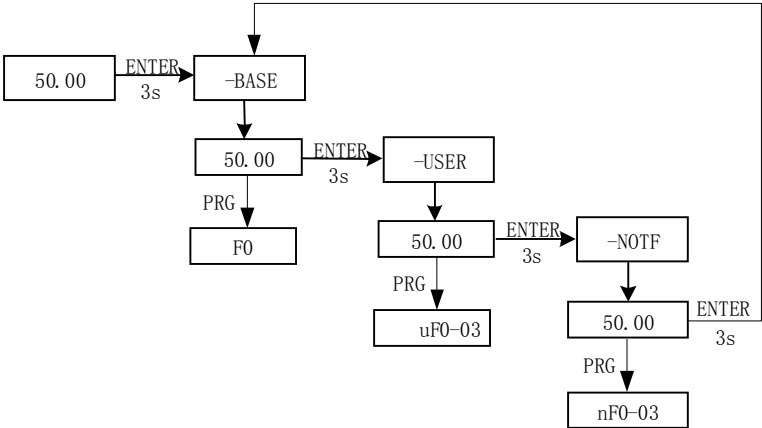 50.00
ENTER
3s
-BASE
50.00
ENTER
3s
-USER
PRG
F0
50.00
ENTER
3s
-NOTF
PRG
uF0-03
50.00
ENTER
3s
PRG
nF0-03